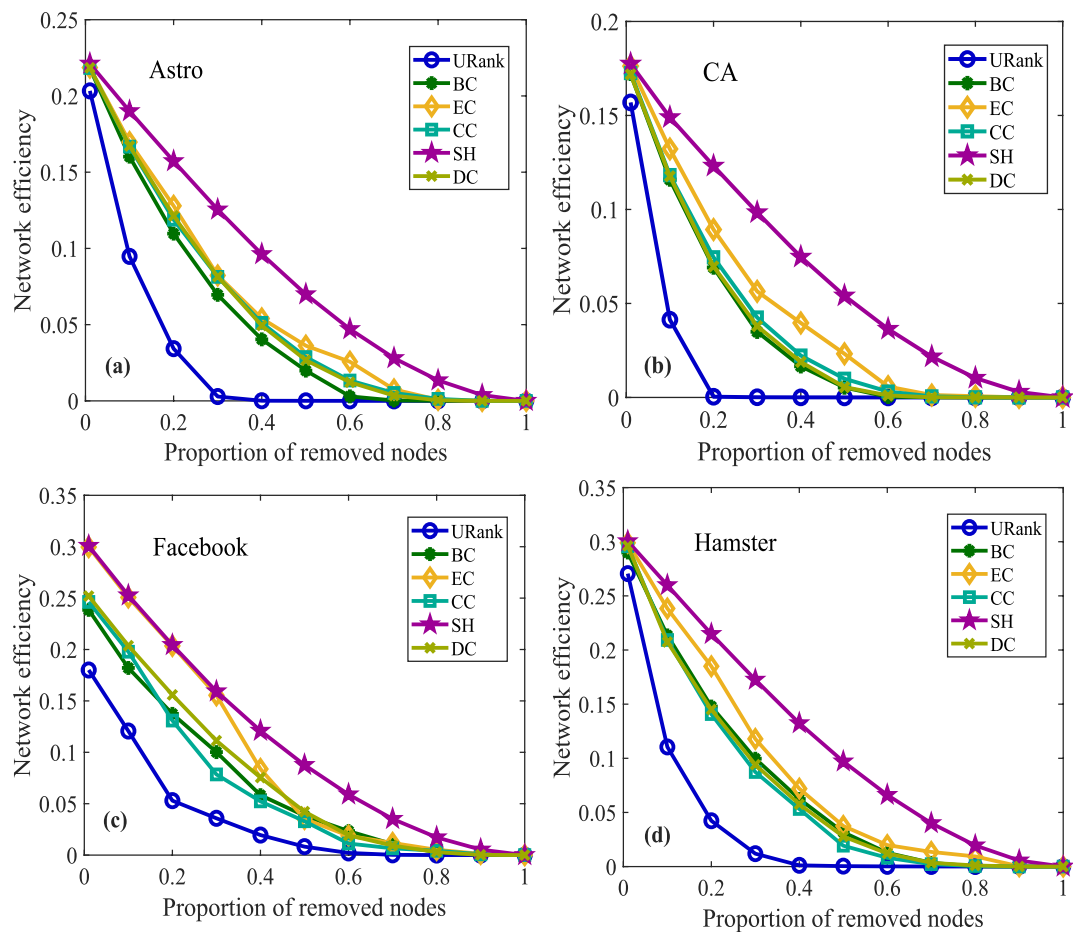 0.25
0.2
0.15
0.1
0.05
0
Network efficiency
Astro
URank
BC
EC
CC
SH
DC
(a)
0 0.2 0.4 0.6 0.8 1
Proportion of removed nodes
0.2
0.15
0.1
0.05
0
Network efficiency
CA
URank
BC
EC
CC
SH
DC
(b)
0 0.2 0.4 0.6 0.8 1
Proportion of removed nodes
0.35
0.3
0.25
0.2
0.15
0.1
0.05
0
Network efficiency
Facebook
URank
BC
EC
CC
SH
DC
(c)
0 0.2 0.4 0.6 0.8 1
Proportion of removed nodes
0.35
0.3
0.25
0.2
0.15
0.1
0.05
0
Network efficiency
Hamster
URank
BC
EC
CC
SH
DC
(d)
0 0.2 0.4 0.6 0.8 1
Proportion of removed nodes